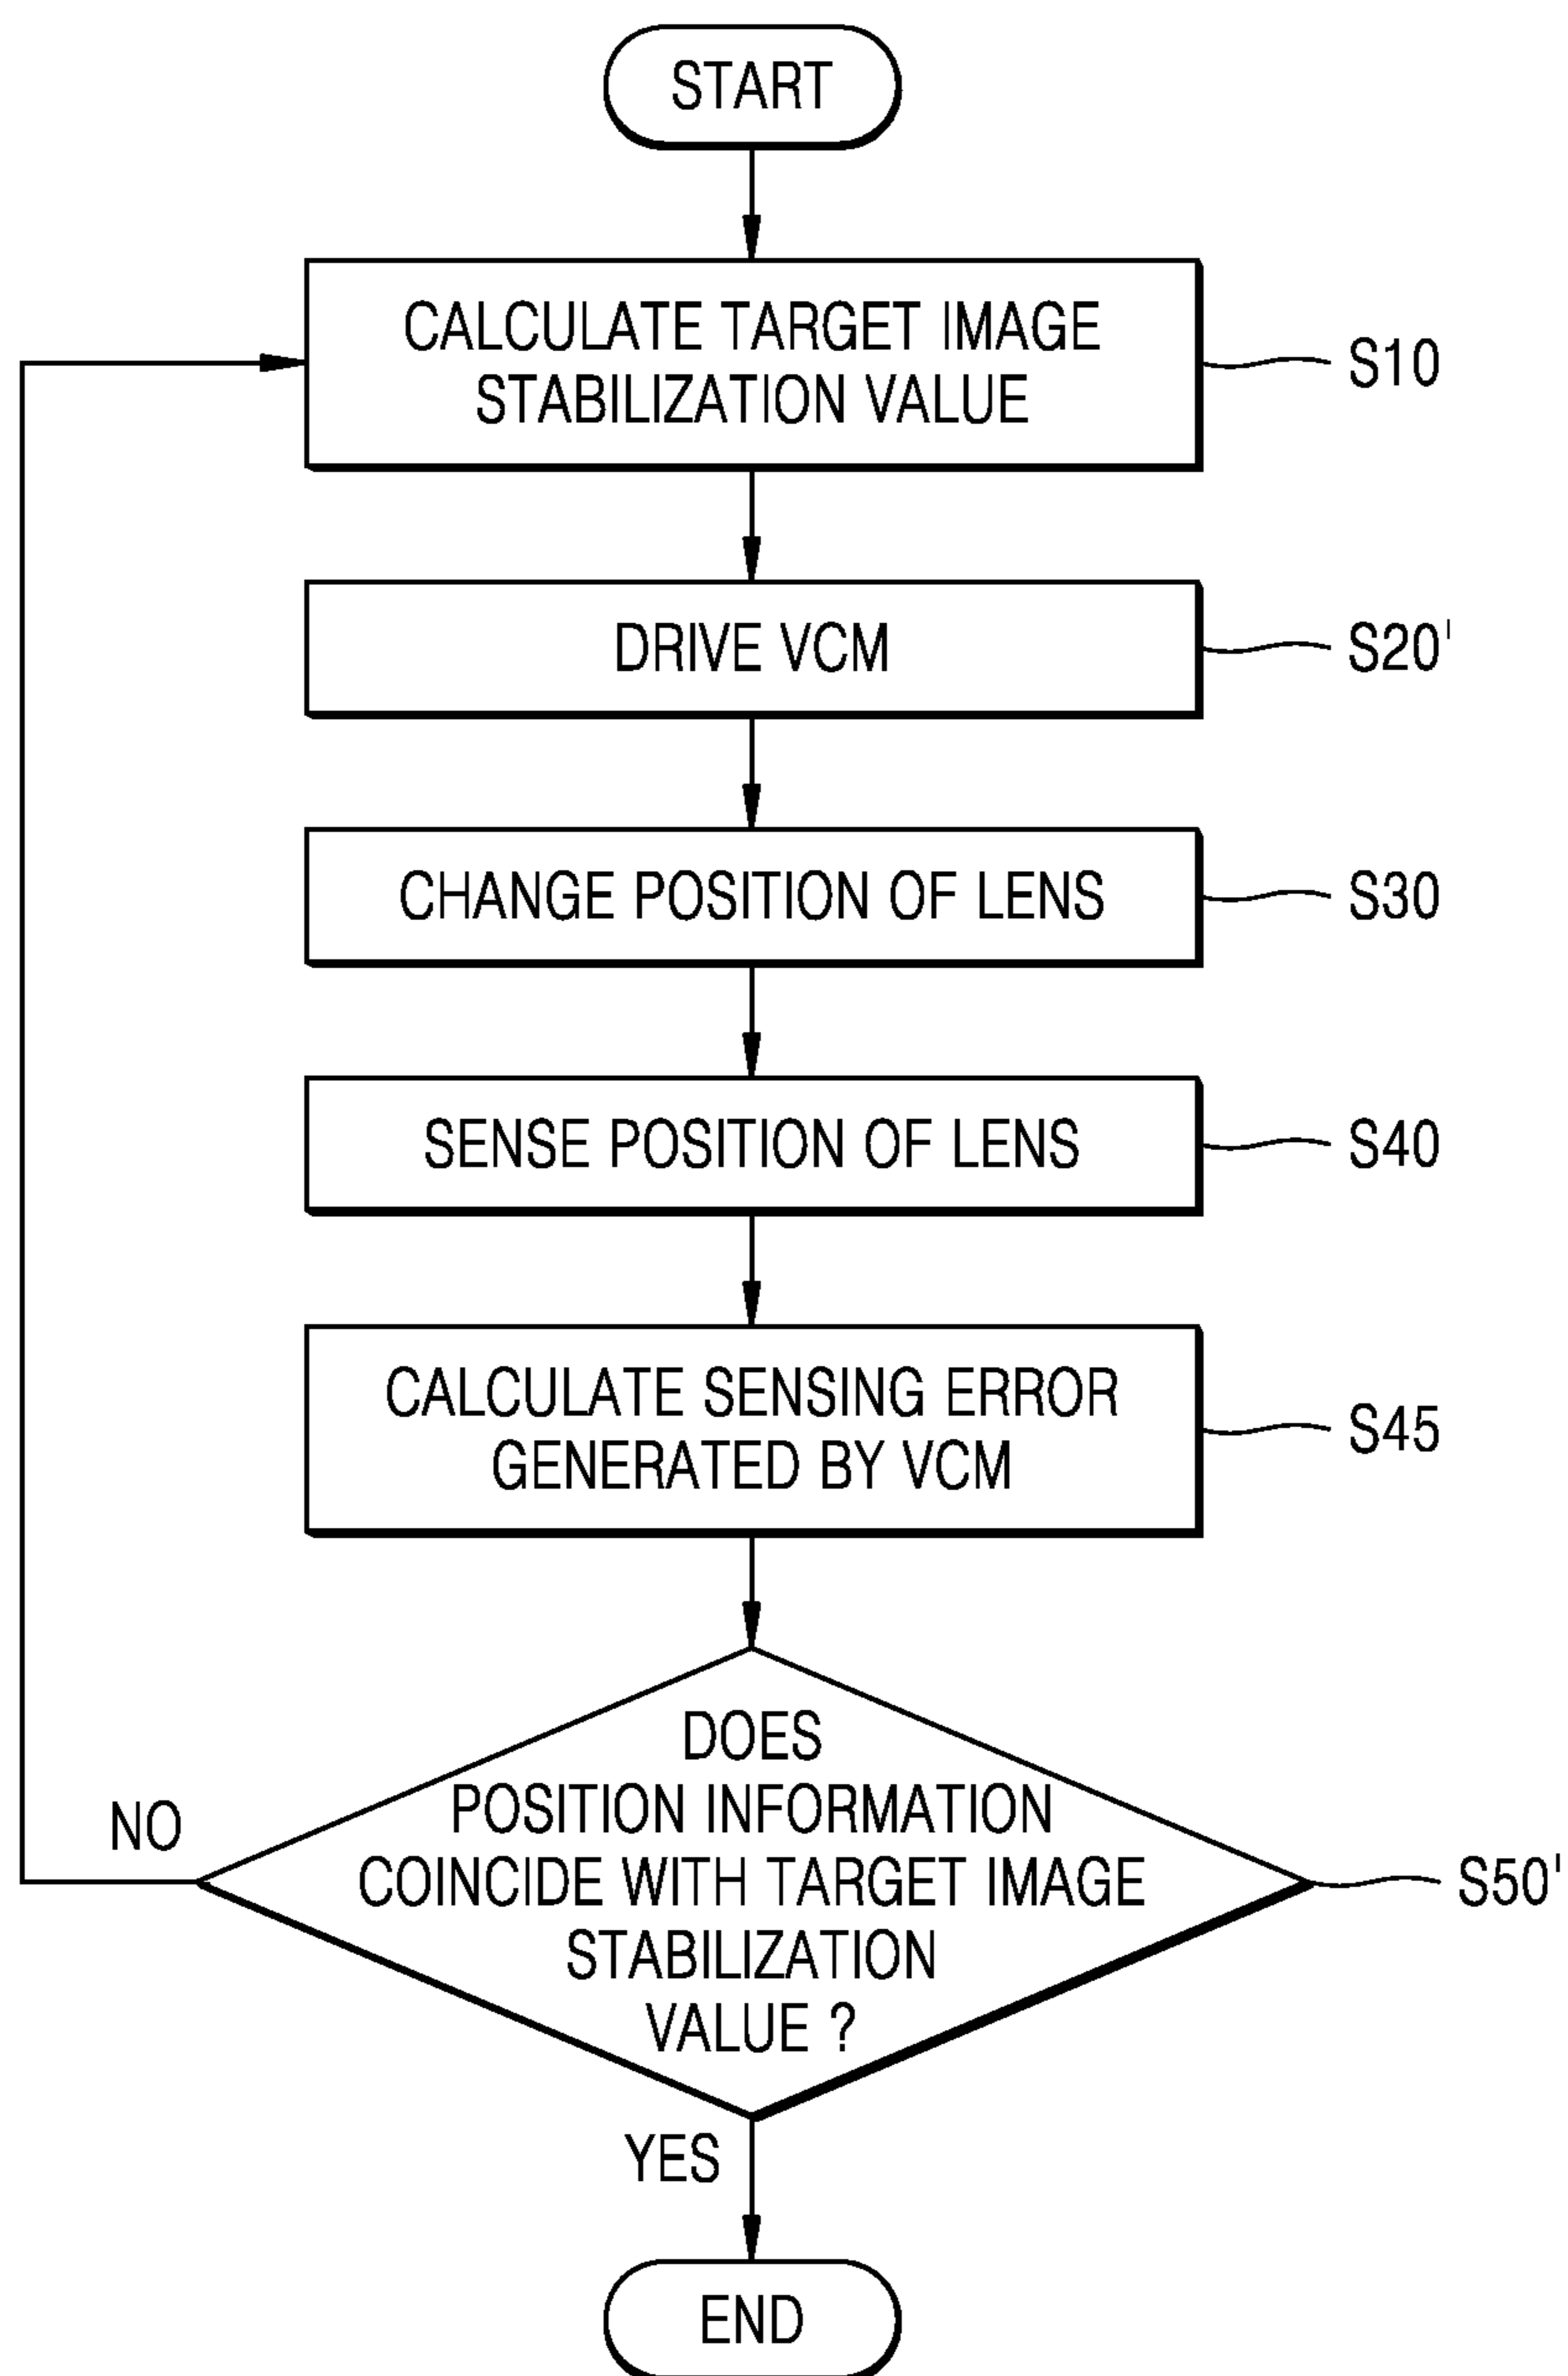 START
CALCULATE TARGET IMAGE
STABILIZATION VALUE
S10
DRIVE VCM
S20'
CHANGE POSITION OF LENS
S30
SENSE POSITION OF LENS
S40
CALCULATE SENSING ERROR
GENERATED BY VCM
S45
DOES
POSITION INFORMATION
COINCIDE WITH TARGET IMAGE
STABILIZATION
VALUE ?
NO
S50'
YES
END